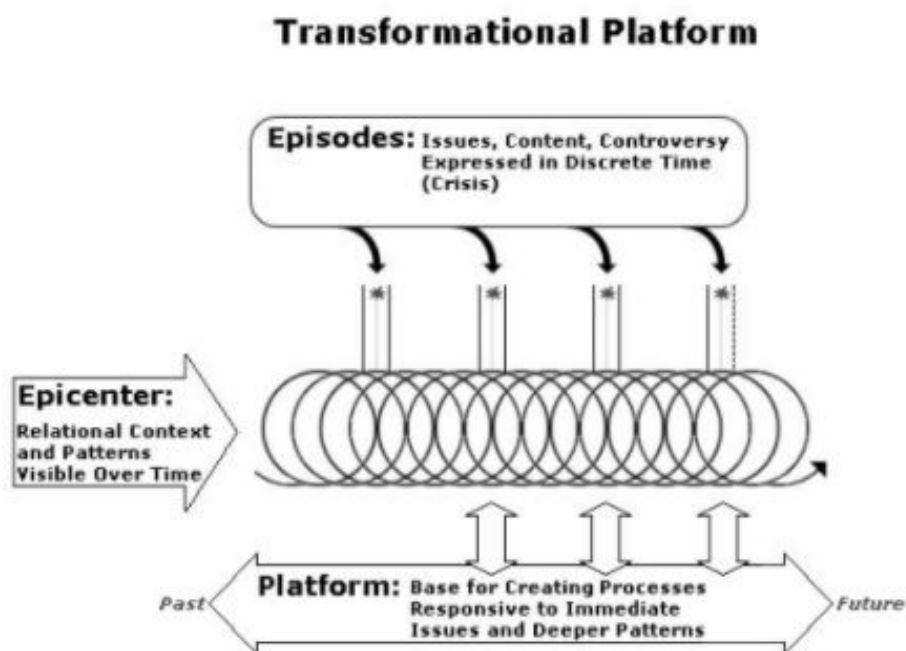 Transformational Platform
Episodes: Issues, Content, Controversy
Expressed in Discrete Time
(Crisis)
Epicenter:
Relational Context
and Patterns
Visible Over Time
Platform: Base for Creating Processes
Responsive to Immediate
Issues and Deeper Patterns
Past
Future